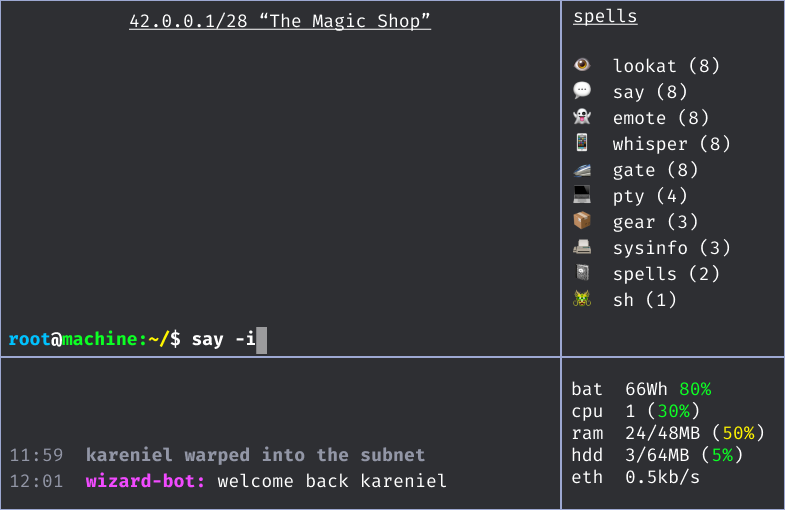 42.0.0.1/28 “The Magic Shop”
root@machine:~/$ say -i
spells
lookat (8)
say (8)
emote (8)
whisper (8)
gate (8)
pty (4)
gear (3)
sysinfo (3)
spells (2)
sh (1)
11:59 kareniel warped into the subnet
12:01 wizard-bot: welcome back kareniel
bat 66Wh 80%
cpu 1 (30%)
ram 24/48MB (50%)
hdd 3/64MB (5%)
eth 0.5kb/s